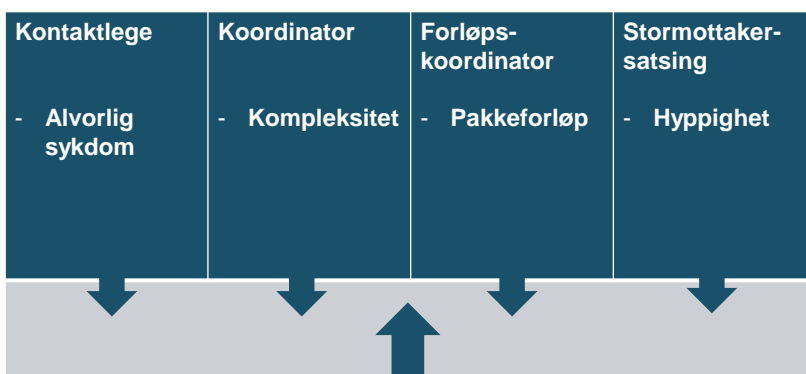 Kontaktlege
- Alvorlig
sykdom
Koordinator
- Kompleksitet
Forløps-
koordinator
- Pakkeforløp
Stormottaker-
satsing
- Hyppighet